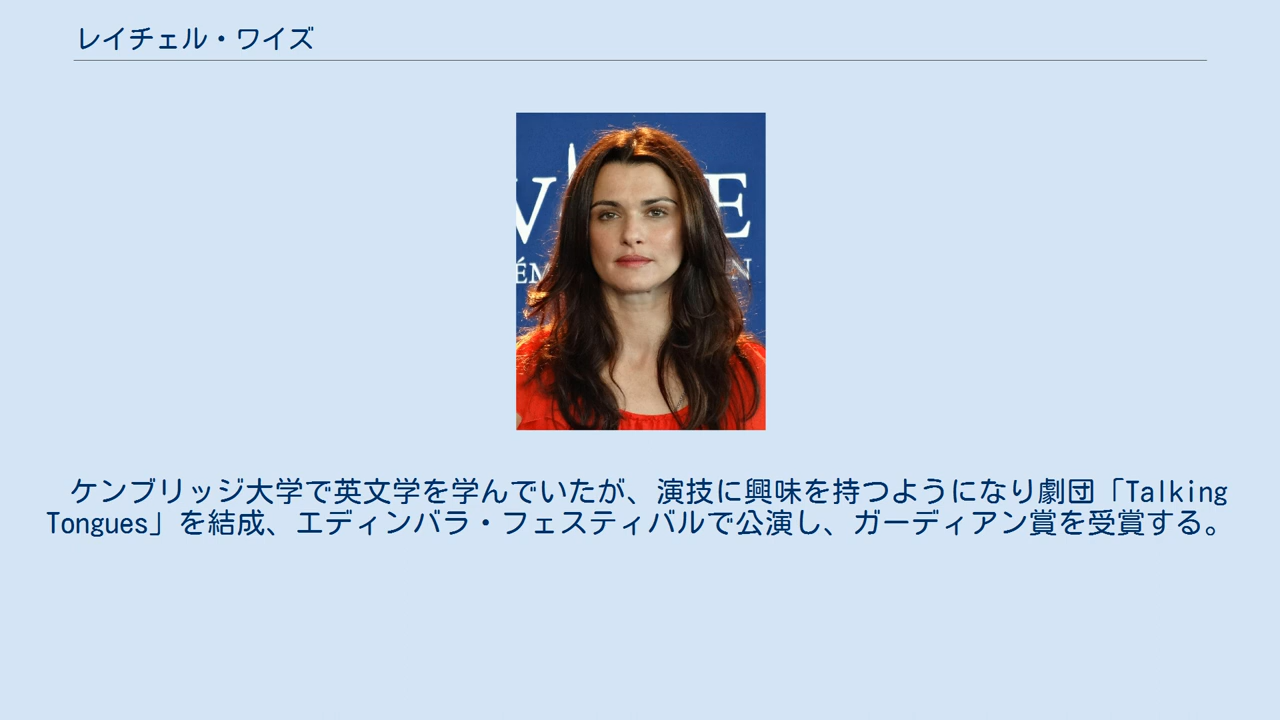 レイチェル・ワイズ
V E
ÉM EN
ケンブリッジ大学で英文学を学んでいたが、演技に興味を持つようになり劇団「Talking
Tongues」を結成、エディンバラ・フェスティバルで公演し、ガーディアン賞を受賞する。